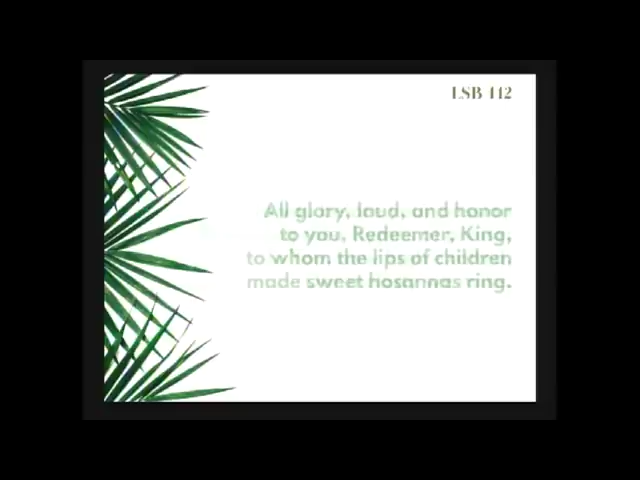 LSB 442
All glory, laud, and honor
to you, Redeemer, King,
to whom the lips of children
made sweet hosannas ring.